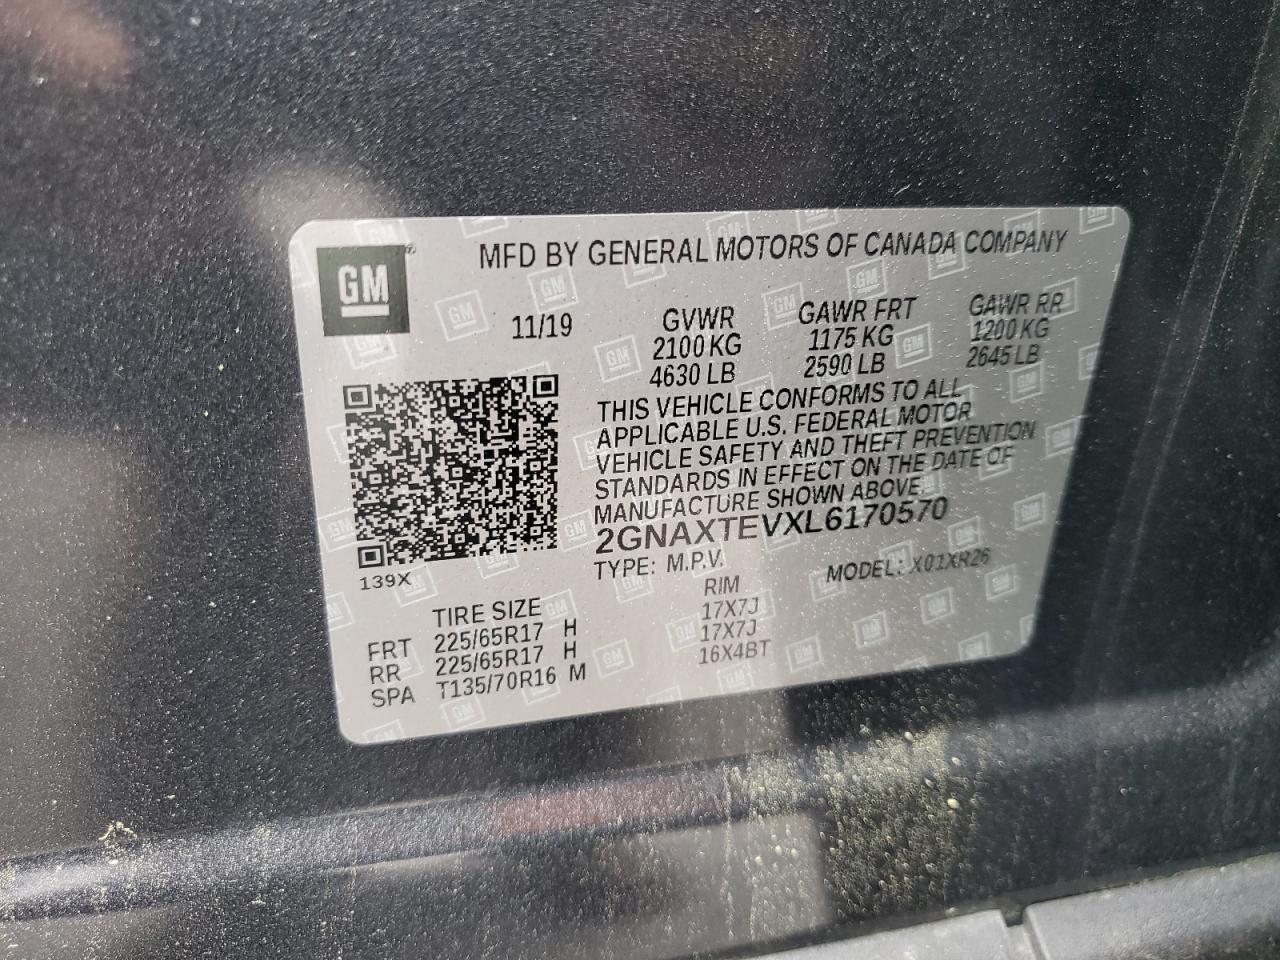 GM ®
MFD BY GENERAL MOTORS OF CANADA COMPANY
11/19
GVWR GAWR FRT GAWR RR
2100 KG 1175 KG 1200 KG
4630 LB 2590 LB 2645 LB
THIS VEHICLE CONFORMS TO ALL
APPLICABLE U.S. FEDERAL MOTOR
VEHICLE SAFETY AND THEFT PREVENTION
STANDARDS IN EFFECT ON THE DATE OF
MANUFACTURE SHOWN ABOVE.
2GNAXTEVXL6170570
TYPE: M.P.V. MODEL: X01XR26
139X
TIRE SIZE RIM
FRT 225/65R17 H 17X7J
RR 225/65R17 H 17X7J
SPA T135/70R16 M 16X4BT